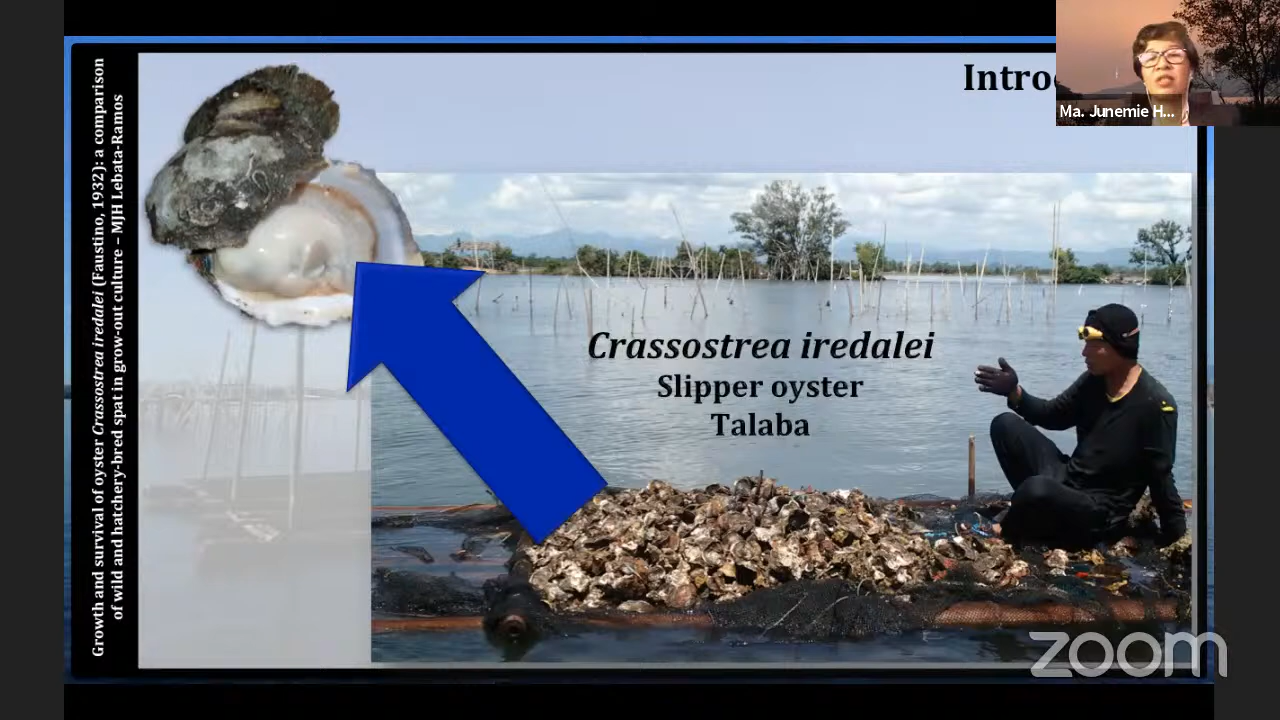 Growth and survival of oyster Crassostrea iredalei (Faustino, 1932): a comparison
of wild and hatchery-bred spat in grow-out culture – MJH Lebata-Ramos
Ma. Junemie H...
Crassostrea iredalei
Slipper oyster
Talaba
zoom